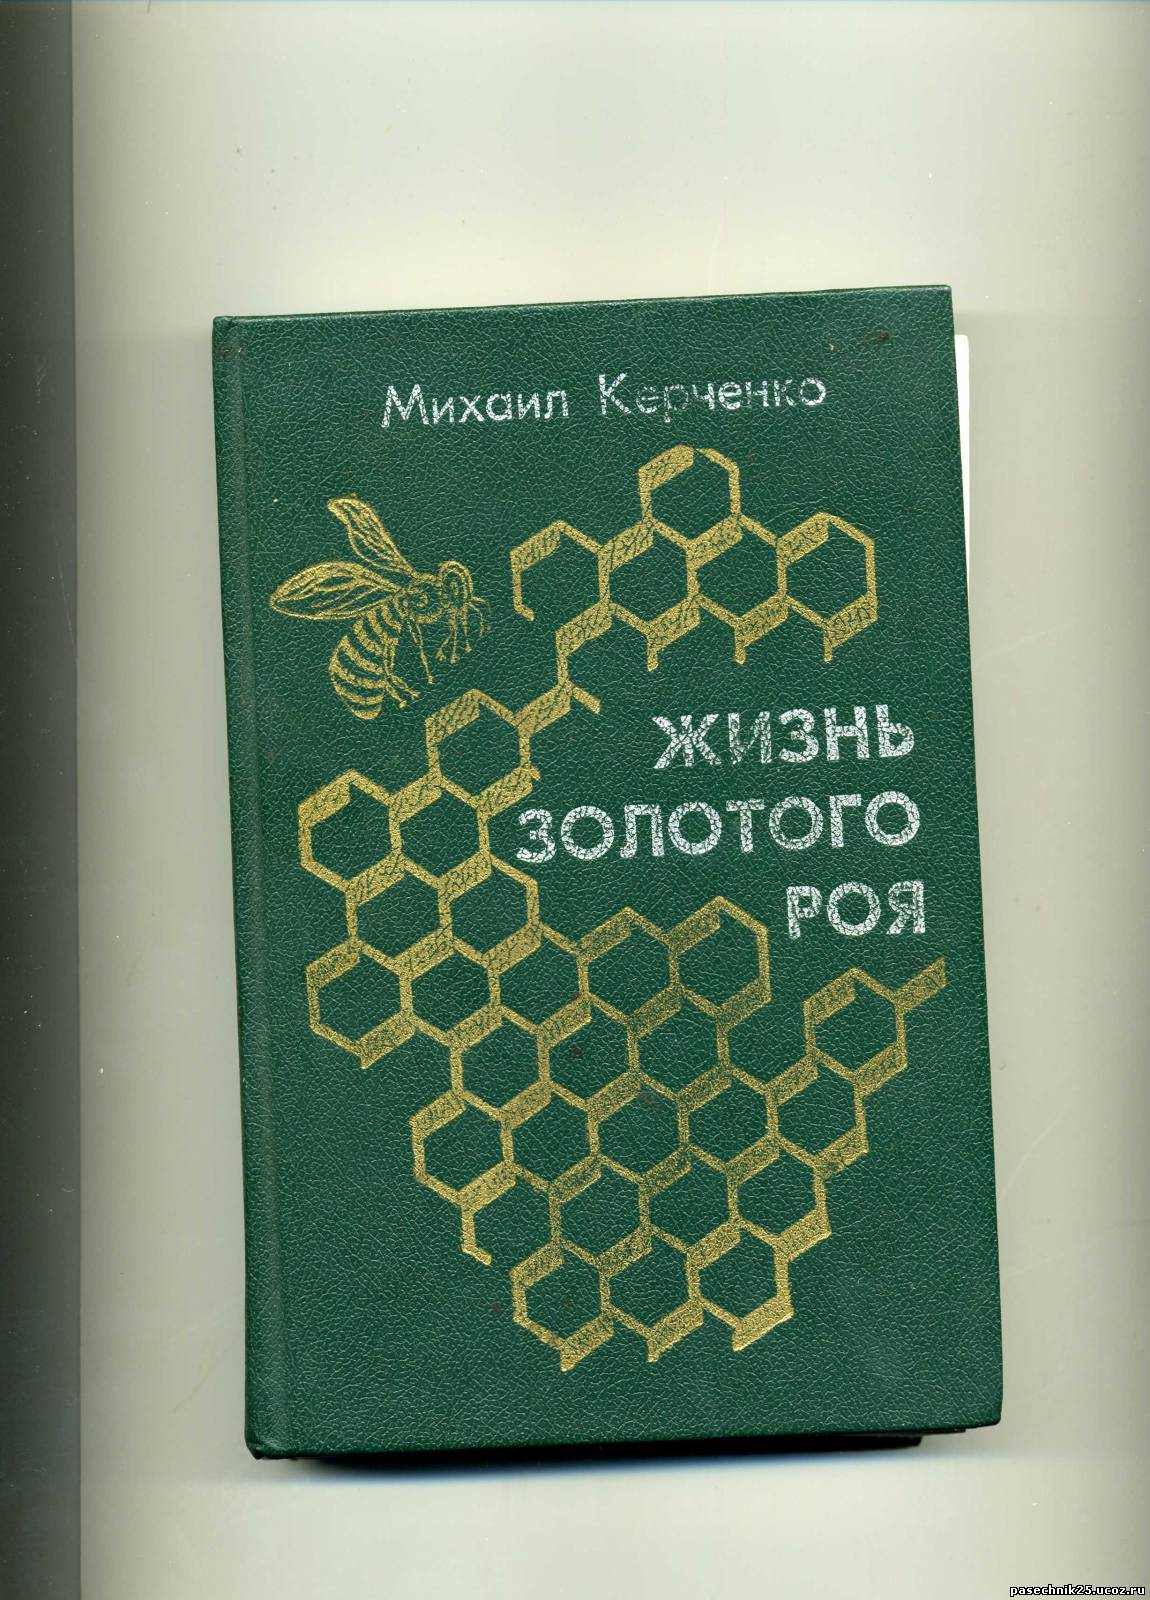 Михаил Керченко
ЖИЗНЬ
ЗОЛОТОГО
РОЯ
pasechnik25.ucoz.ru